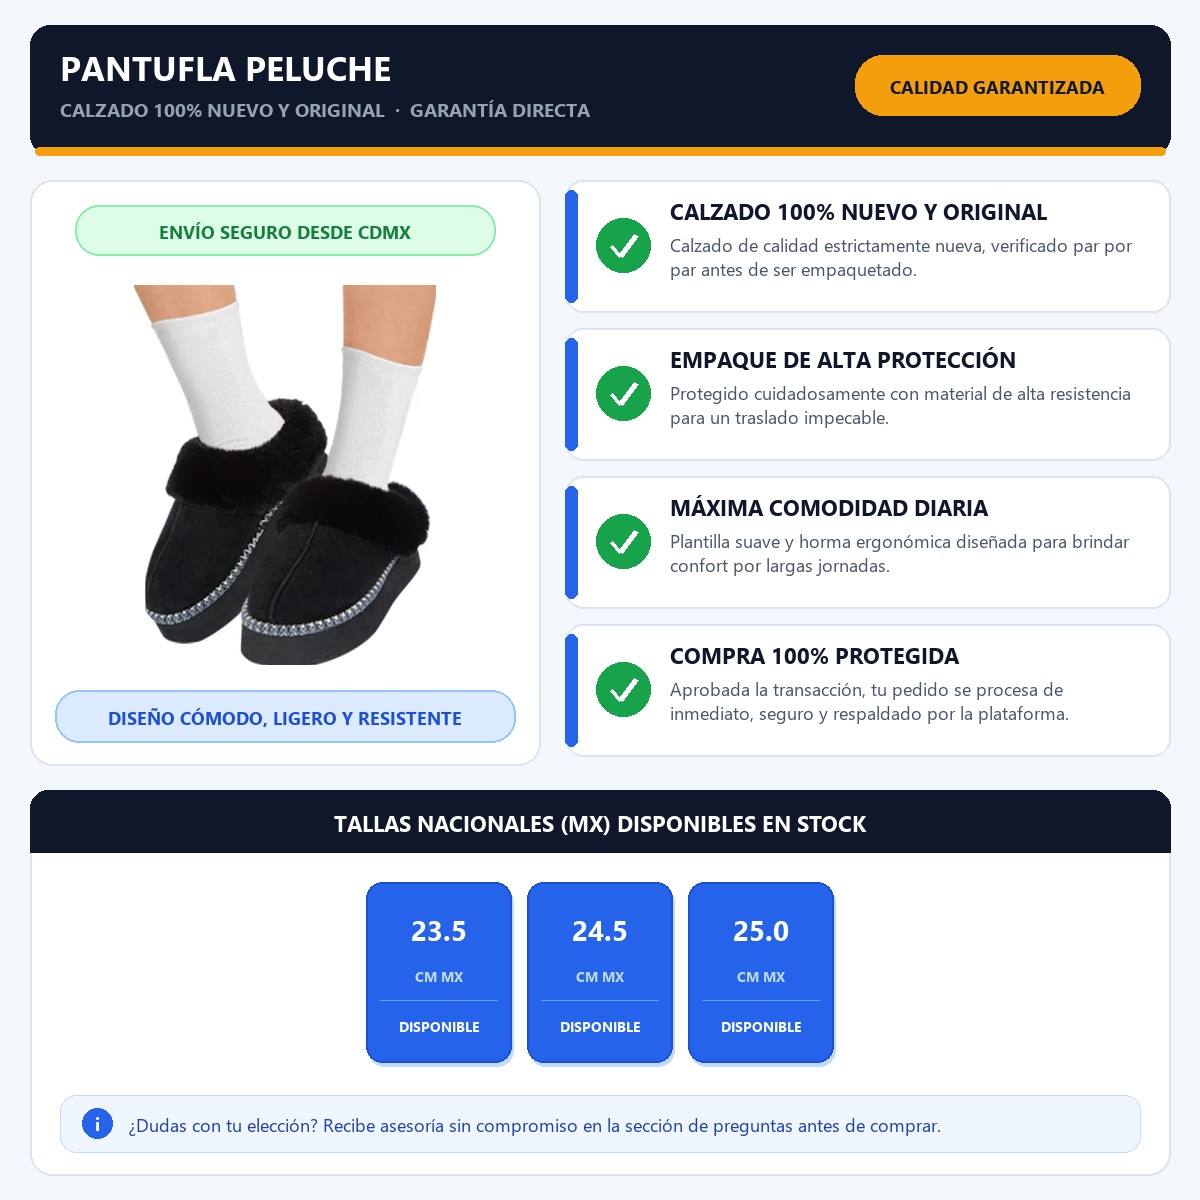 PANTUFLA PELUCHE
CALZADO 100% NUEVO Y ORIGINAL · GARANTÍA DIRECTA
CALIDAD GARANTIZADA
ENVÍO SEGURO DESDE CDMX
DISEÑO CÓMODO, LIGERO Y RESISTENTE
CALZADO 100% NUEVO Y ORIGINAL
Calzado de calidad estrictamente nueva, verificado par por
par antes de ser empaquetado.
EMPAQUE DE ALTA PROTECCIÓN
Protegido cuidadosamente con material de alta resistencia
para un traslado impecable.
MÁXIMA COMODIDAD DIARIA
Plantilla suave y horma ergonómica diseñada para brindar
confort por largas jornadas.
COMPRA 100% PROTEGIDA
Aprobada la transacción, tu pedido se procesa de
inmediato, seguro y respaldado por la plataforma.
TALLAS NACIONALES (MX) DISPONIBLES EN STOCK
23.5
CM MX
DISPONIBLE
24.5
CM MX
DISPONIBLE
25.0
CM MX
DISPONIBLE
¿Dudas con tu elección? Recibe asesoría sin compromiso en la sección de preguntas antes de comprar.